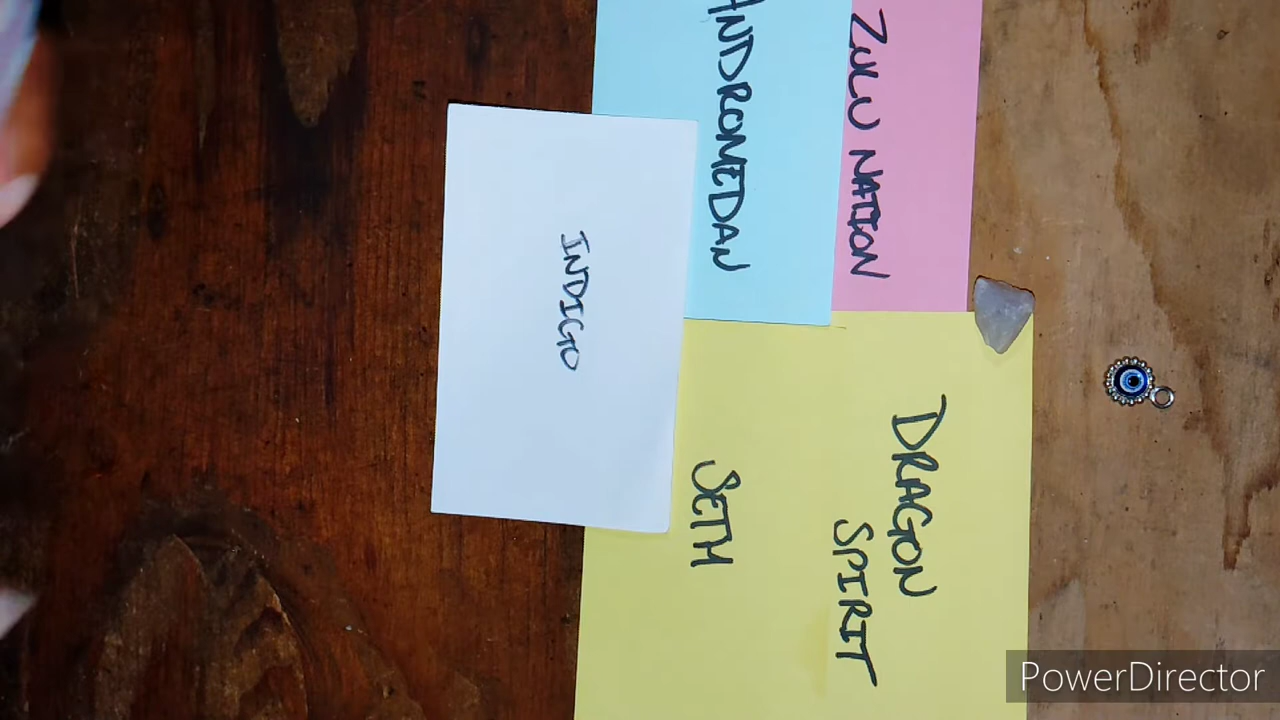 ZULU NATION
ANDROMEDAN
INDIGO
DRAGON
SPIRIT
SETH
PowerDirector